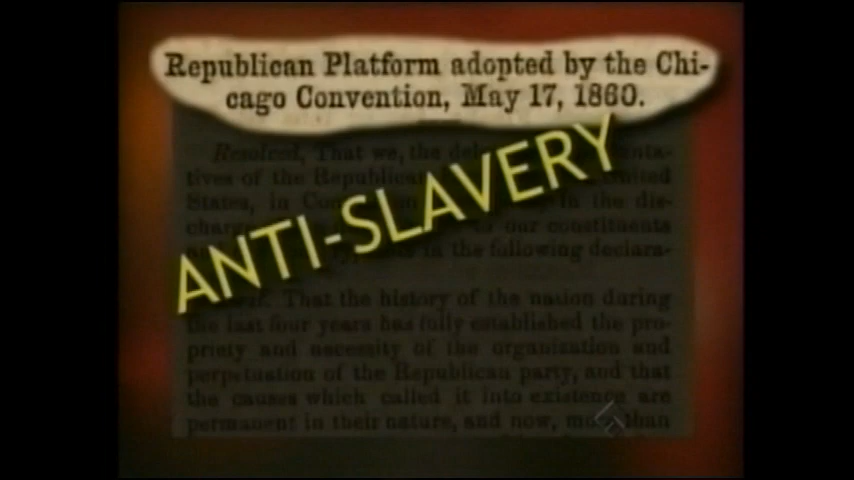 Republican Platform adopted by the Chi-
cago Convention, May 17, 1860.
ANTI-SLAVERY
Resolved, That we, the
tives of the Republican United
States, in in the dis-
our constituents
in the following declara-
That the history of the nation during
the last four years has fully established the pro-
priety and necessity of the organization and
perpetuation of the Republican party, and that
the causes which called it into existence are
permanent in their nature, and now, more than